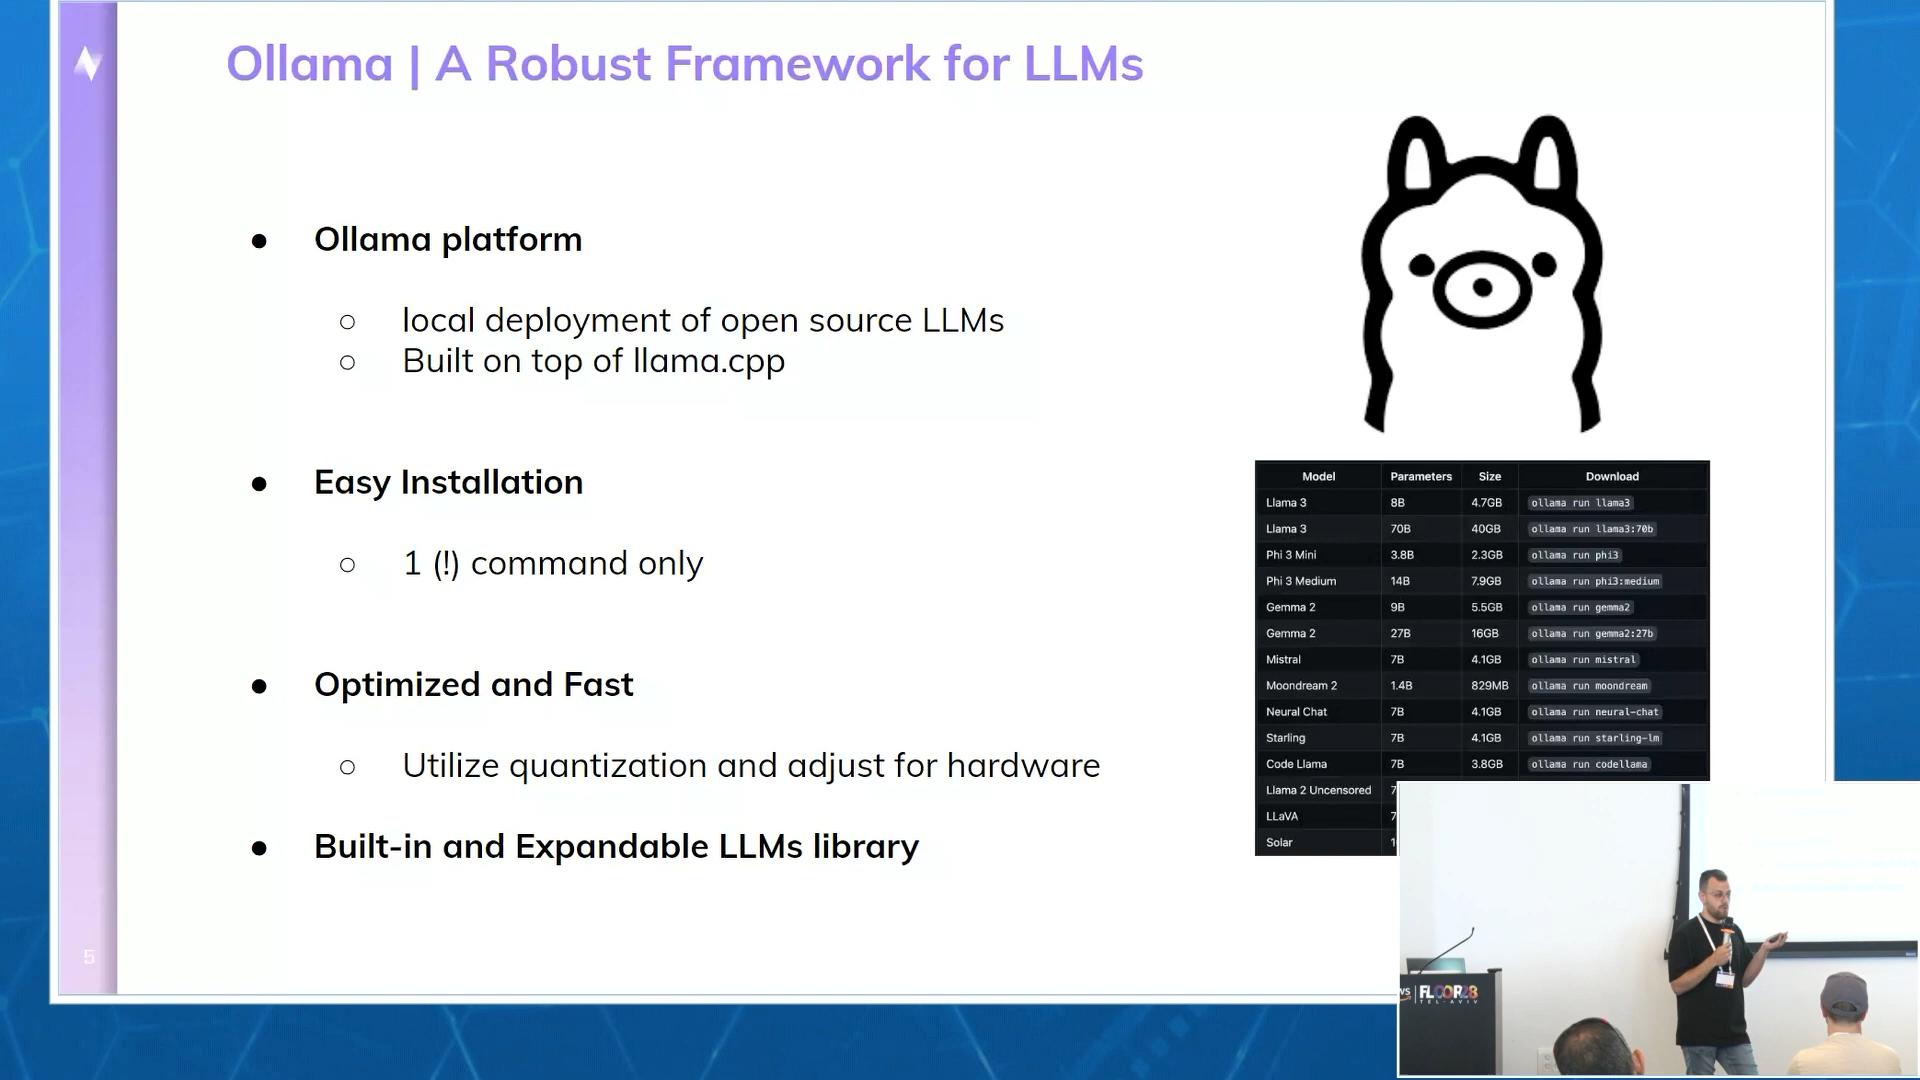 Ollama | A Robust Framework for LLMs
● Ollama platform
○ local deployment of open source LLMs
○ Built on top of llama.cpp
● Easy Installation
○ 1 (!) command only
● Optimized and Fast
○ Utilize quantization and adjust for hardware
● Built-in and Expandable LLMs library
5
Model Parameters Size Download
Llama 3 8B 4.7GB ollama run llama3
Llama 3 70B 40GB ollama run llama3:70b
Phi 3 Mini 3.8B 2.3GB ollama run phi3
Phi 3 Medium 14B 7.9GB ollama run phi3:medium
Gemma 2 9B 5.5GB ollama run gemma2
Gemma 2 27B 16GB ollama run gemma2:27b
Mistral 7B 4.1GB ollama run mistral
Moondream 2 1.4B 829MB ollama run moondream
Neural Chat 7B 4.1GB ollama run neural-chat
Starling 7B 4.1GB ollama run starling-lm
Code Llama 7B 3.8GB ollama run codellama
Llama 2 Uncensored 7
LLaVA 7
Solar 1
ws | FLOOR28
TEL-AVIV